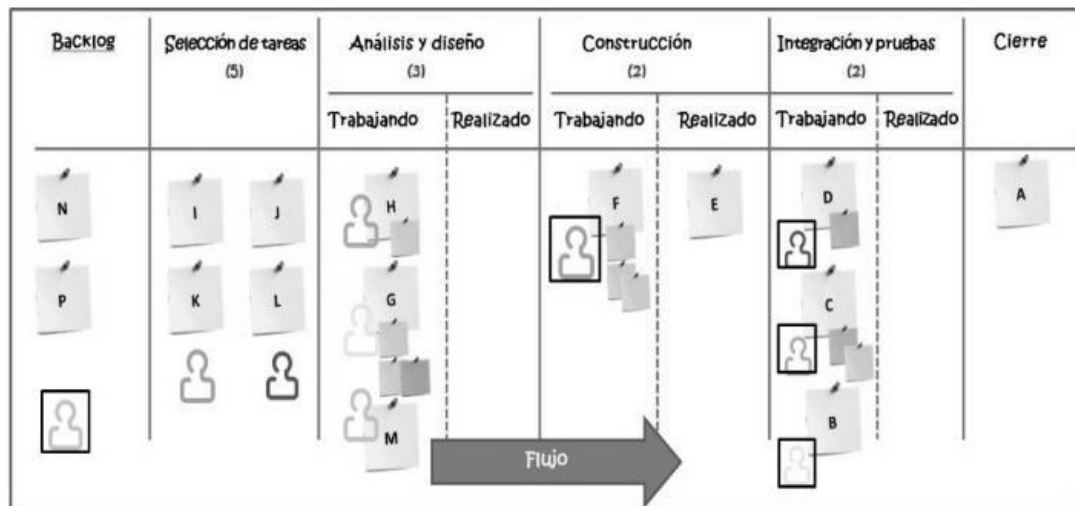 Backlog
Selección de tareas
(5)
Análisis y diseño
(3)
Construcción
(2)
Integración y pruebas
(2)
Cierre
Trabajando
Realizado
Trabajando
Realizado
Trabajando
Realizado
N
I
J
H
F
E
D
A
P
K
L
G
C
M
B
Flujo